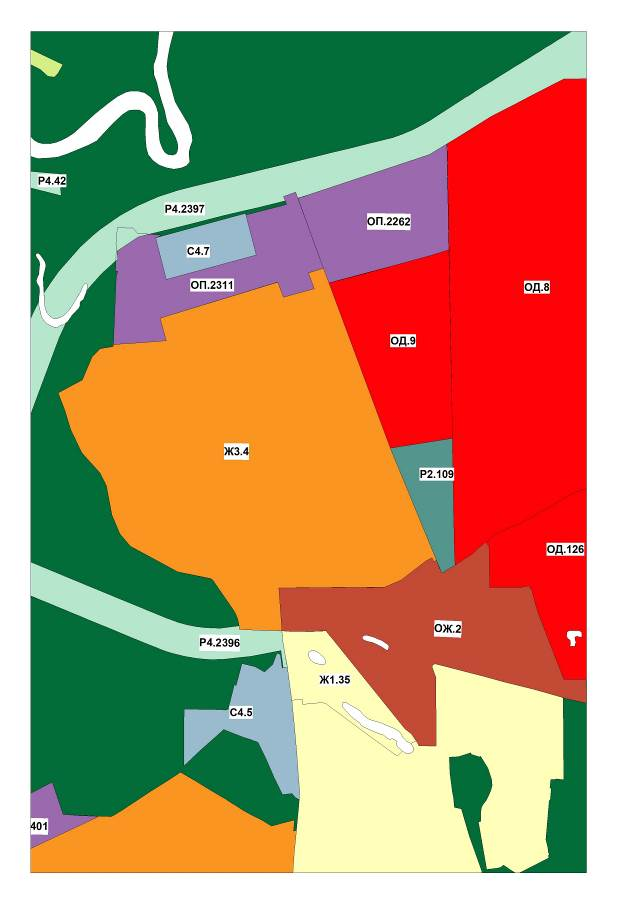 Р4.42
Р4.2397
ОП.2262
С4.7
ОП.2311
ОД.8
ОД.9
Ж3.4
Р2.109
ОД.126
ОЖ.2
Р4.2396
Ж1.35
С4.5
401